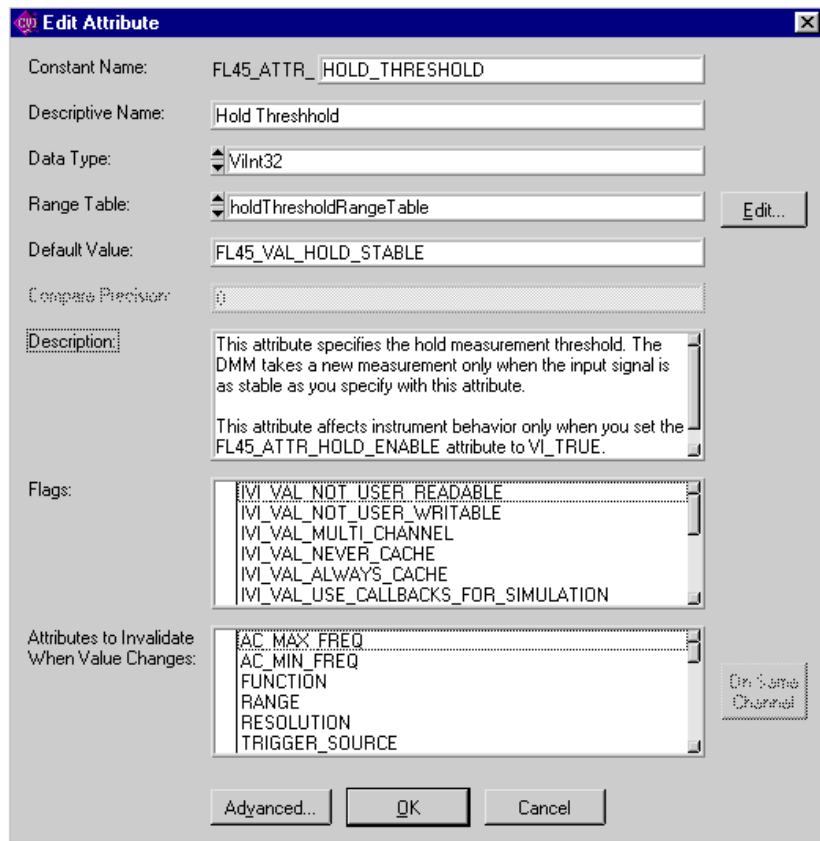 CVI Edit Attribute
Constant Name: FL45_ATTR_ HOLD_THRESHOLD
Descriptive Name: Hold Threshhold
Data Type: ViInt32
Range Table: holdThresholdRangeTable Edit...
Default Value: FL45_VAL_HOLD_STABLE
Compare Precision: 0
Description:
This attribute specifies the hold measurement threshold. The
DMM takes a new measurement only when the input signal is
as stable as you specify with this attribute.
This attribute affects instrument behavior only when you set the
FL45_ATTR_HOLD_ENABLE attribute to VI_TRUE.
Flags:
IVI_VAL_NOT_USER_READABLE
IVI_VAL_NOT_USER_WRITABLE
IVI_VAL_MULTI_CHANNEL
IVI_VAL_NEVER_CACHE
IVI_VAL_ALWAYS_CACHE
IVI_VAL_USE_CALLBACKS_FOR_SIMULATION
Attributes to Invalidate
When Value Changes:
AC_MAX_FREQ
AC_MIN_FREQ
FUNCTION
RANGE
RESOLUTION
TRIGGER_SOURCE
On Same
Channel
Advanced... OK Cancel